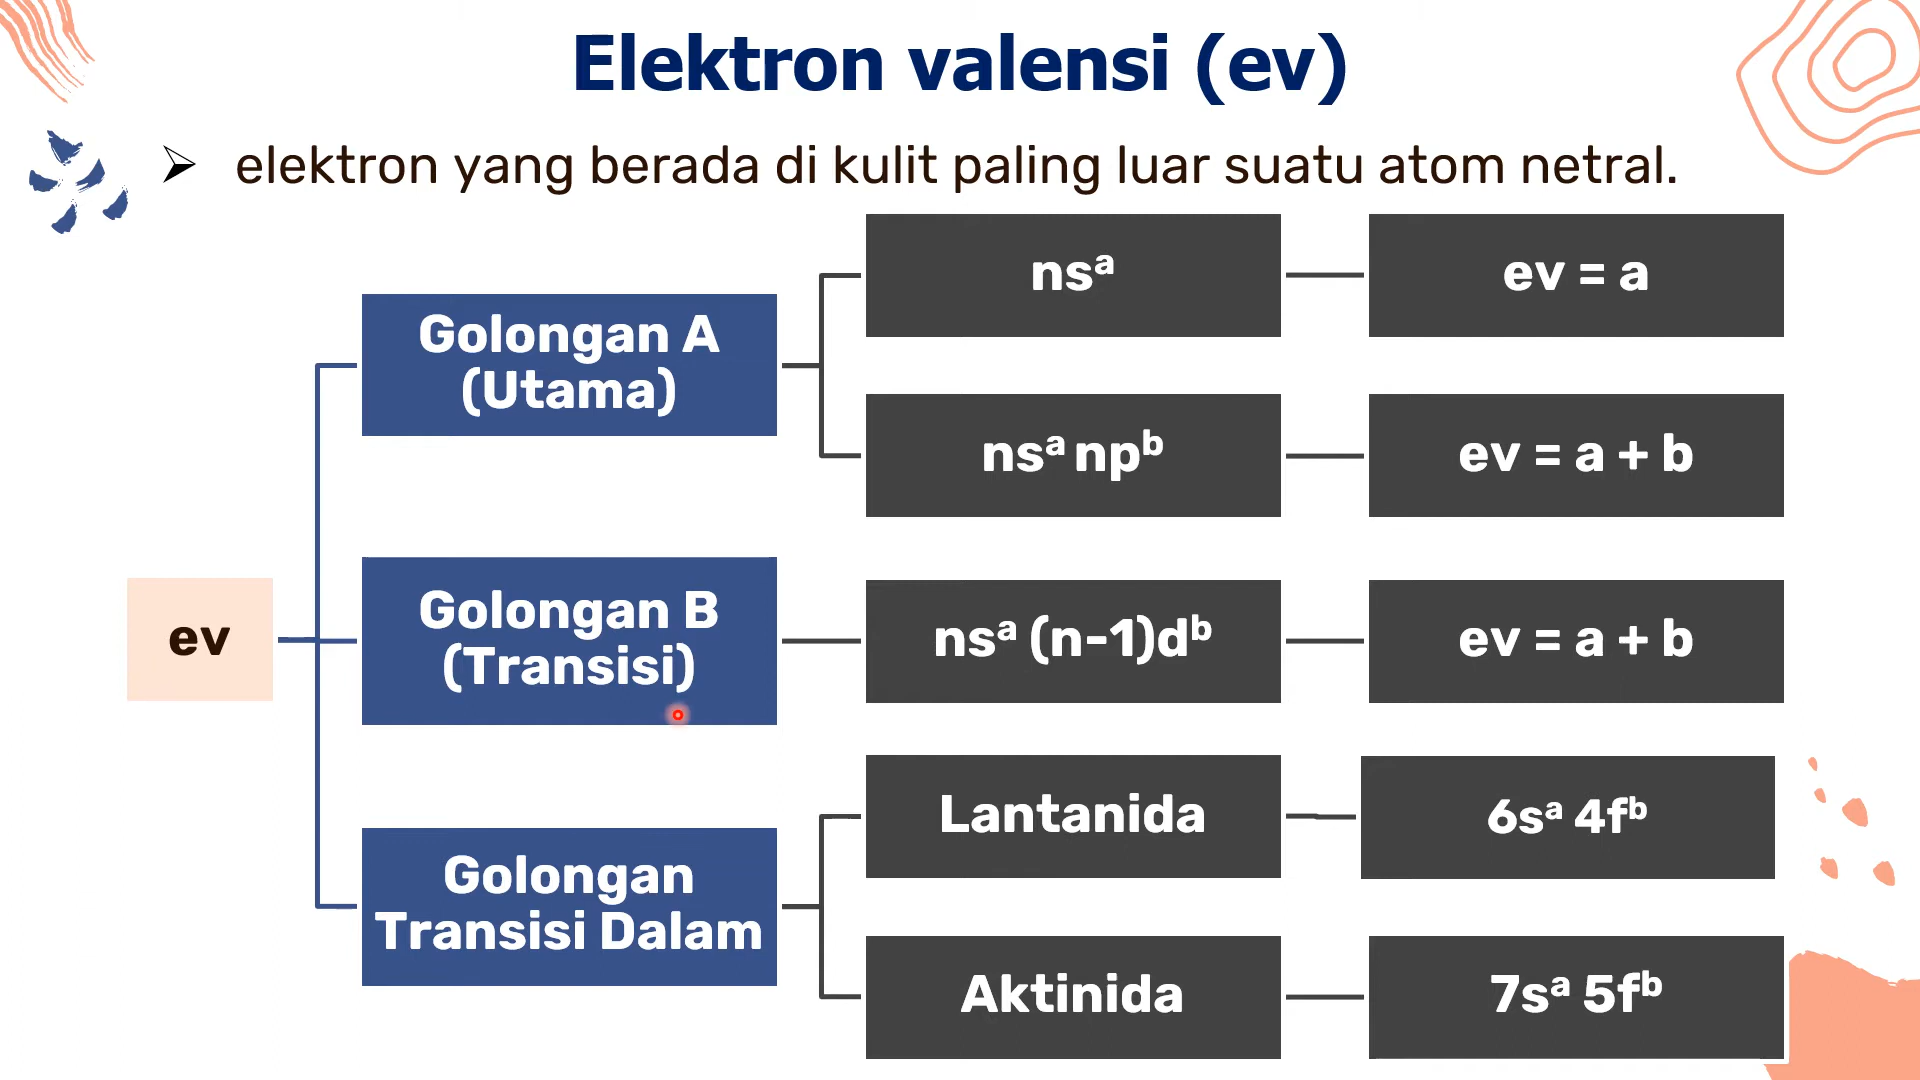 Elektron valensi (ev)
➢ elektron yang berada di kulit paling luar suatu atom netral.
ev
Golongan A
(Utama)
nsᵃ
ev = a
nsᵃ npᵇ
ev = a + b
Golongan B
(Transisi)
nsᵃ (n-1)dᵇ
ev = a + b
Golongan
Transisi Dalam
Lantanida
6sᵃ 4fᵇ
Aktinida
7sᵃ 5fᵇ